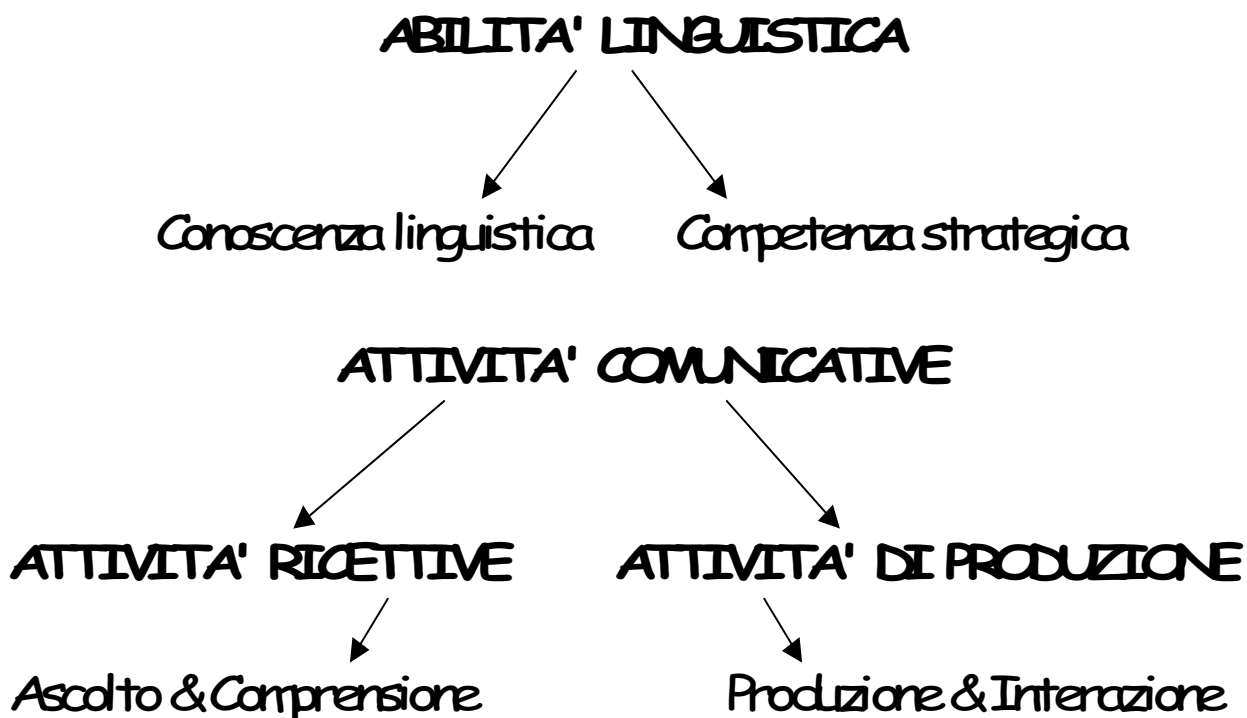 ABILITA' LINGUISTICA
Conoscenza linguistica Competenza strategica
ATTIVITA' COMUNICATIVE
ATTIVITA' RICETTIVE ATTIVITA' DI PRODUZIONE
Ascolto & Comprensione Produzione & Interazione